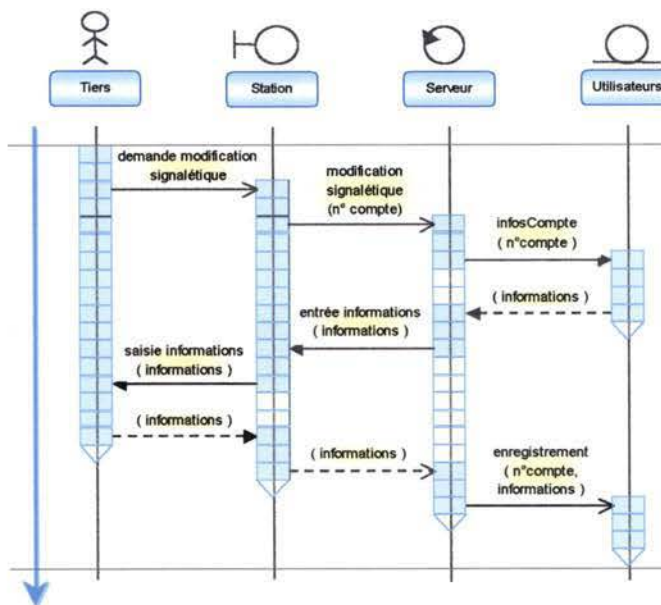 Tiers
Station
Serveur
Utilisateurs
demande modification
signalétique
modification
signalétique
(n° compte)
infosCompte
( n°compte )
( informations )
entrée informations
( informations )
saisie informations
( informations )
( informations )
( informations )
enregistrement
( n°compte,
informations )